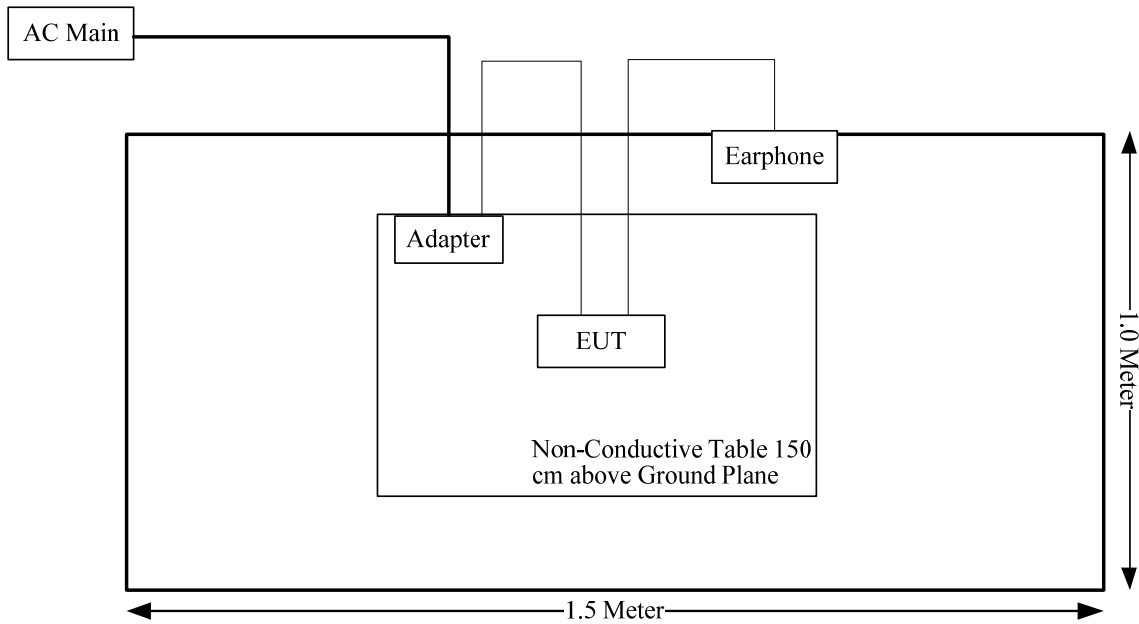 AC Main
Earphone
Adapter
EUT
Non-Conductive Table 150
cm above Ground Plane
1.0 Meter
1.5 Meter